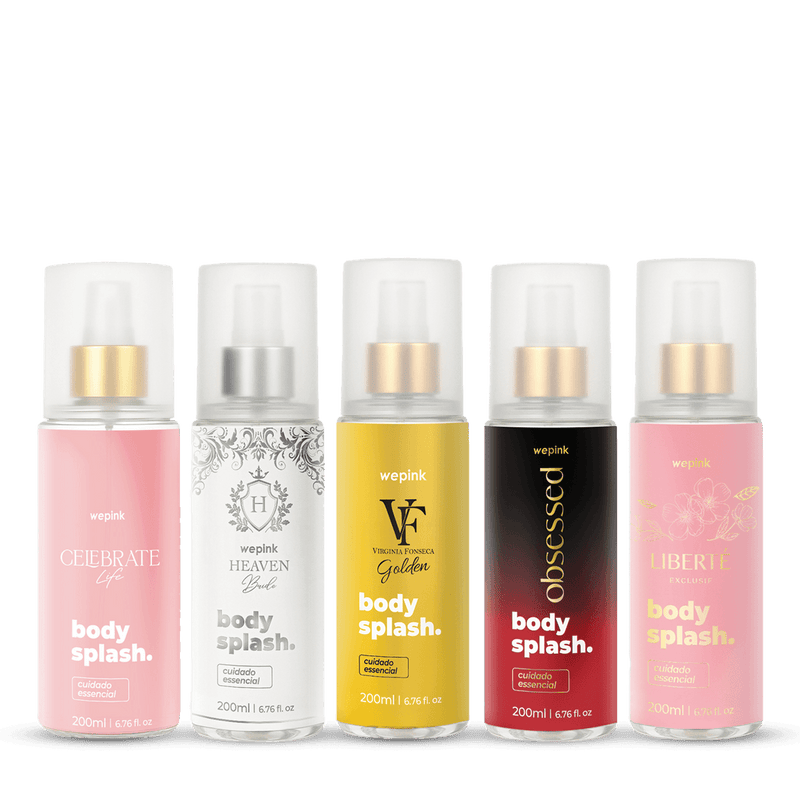 wepink
CELEBRATE
Life
body
splash.
cuidado
essencial
200ml | 6.76 fl. oz
H
wepink
HEAVEN
Bride
body
splash.
cuidado
essencial
200ml | 6.76 fl. oz
wepink
VF
VIRGINIA FONSECA
Golden
body
splash.
cuidado
essencial
200ml | 6.76 fl. oz
wepink
obsessed
body
splash.
cuidado
essencial
200ml | 6.76 fl. oz
wepink
LIBERTÉ
EXCLUSIF
body
splash.
cuidado
essencial
200ml | 6.76 fl. oz